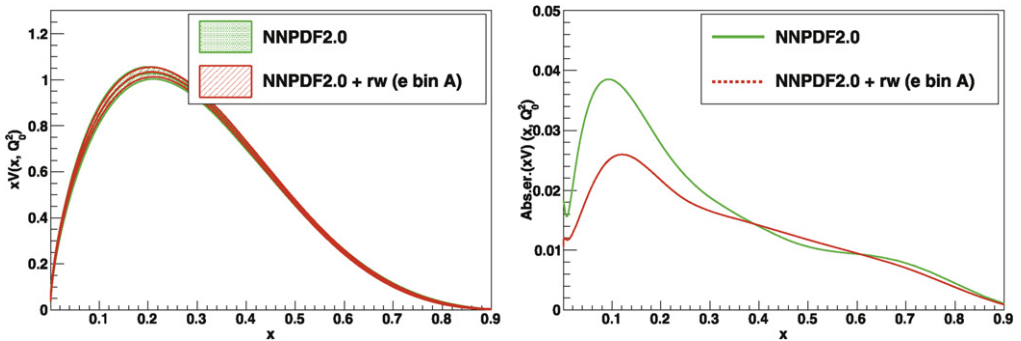 NNPDF2.0
NNPDF2.0 + rw (e bin A)
xV(x, Q₀²)
1.2
1
0.8
0.6
0.4
0.2
0
0.1 0.2 0.3 0.4 0.5 0.6 0.7 0.8 0.9
x
NNPDF2.0
NNPDF2.0 + rw (e bin A)
Abs.er.(xV) (x, Q₀²)
0.05
0.04
0.03
0.02
0.01
0
0.1 0.2 0.3 0.4 0.5 0.6 0.7 0.8 0.9
x